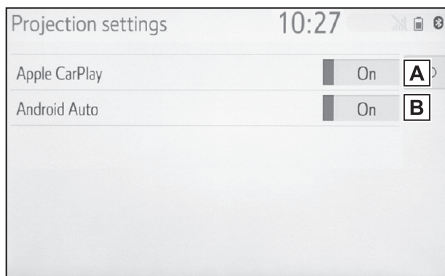 Projection settings 10:27
Apple CarPlay On A
Android Auto On B